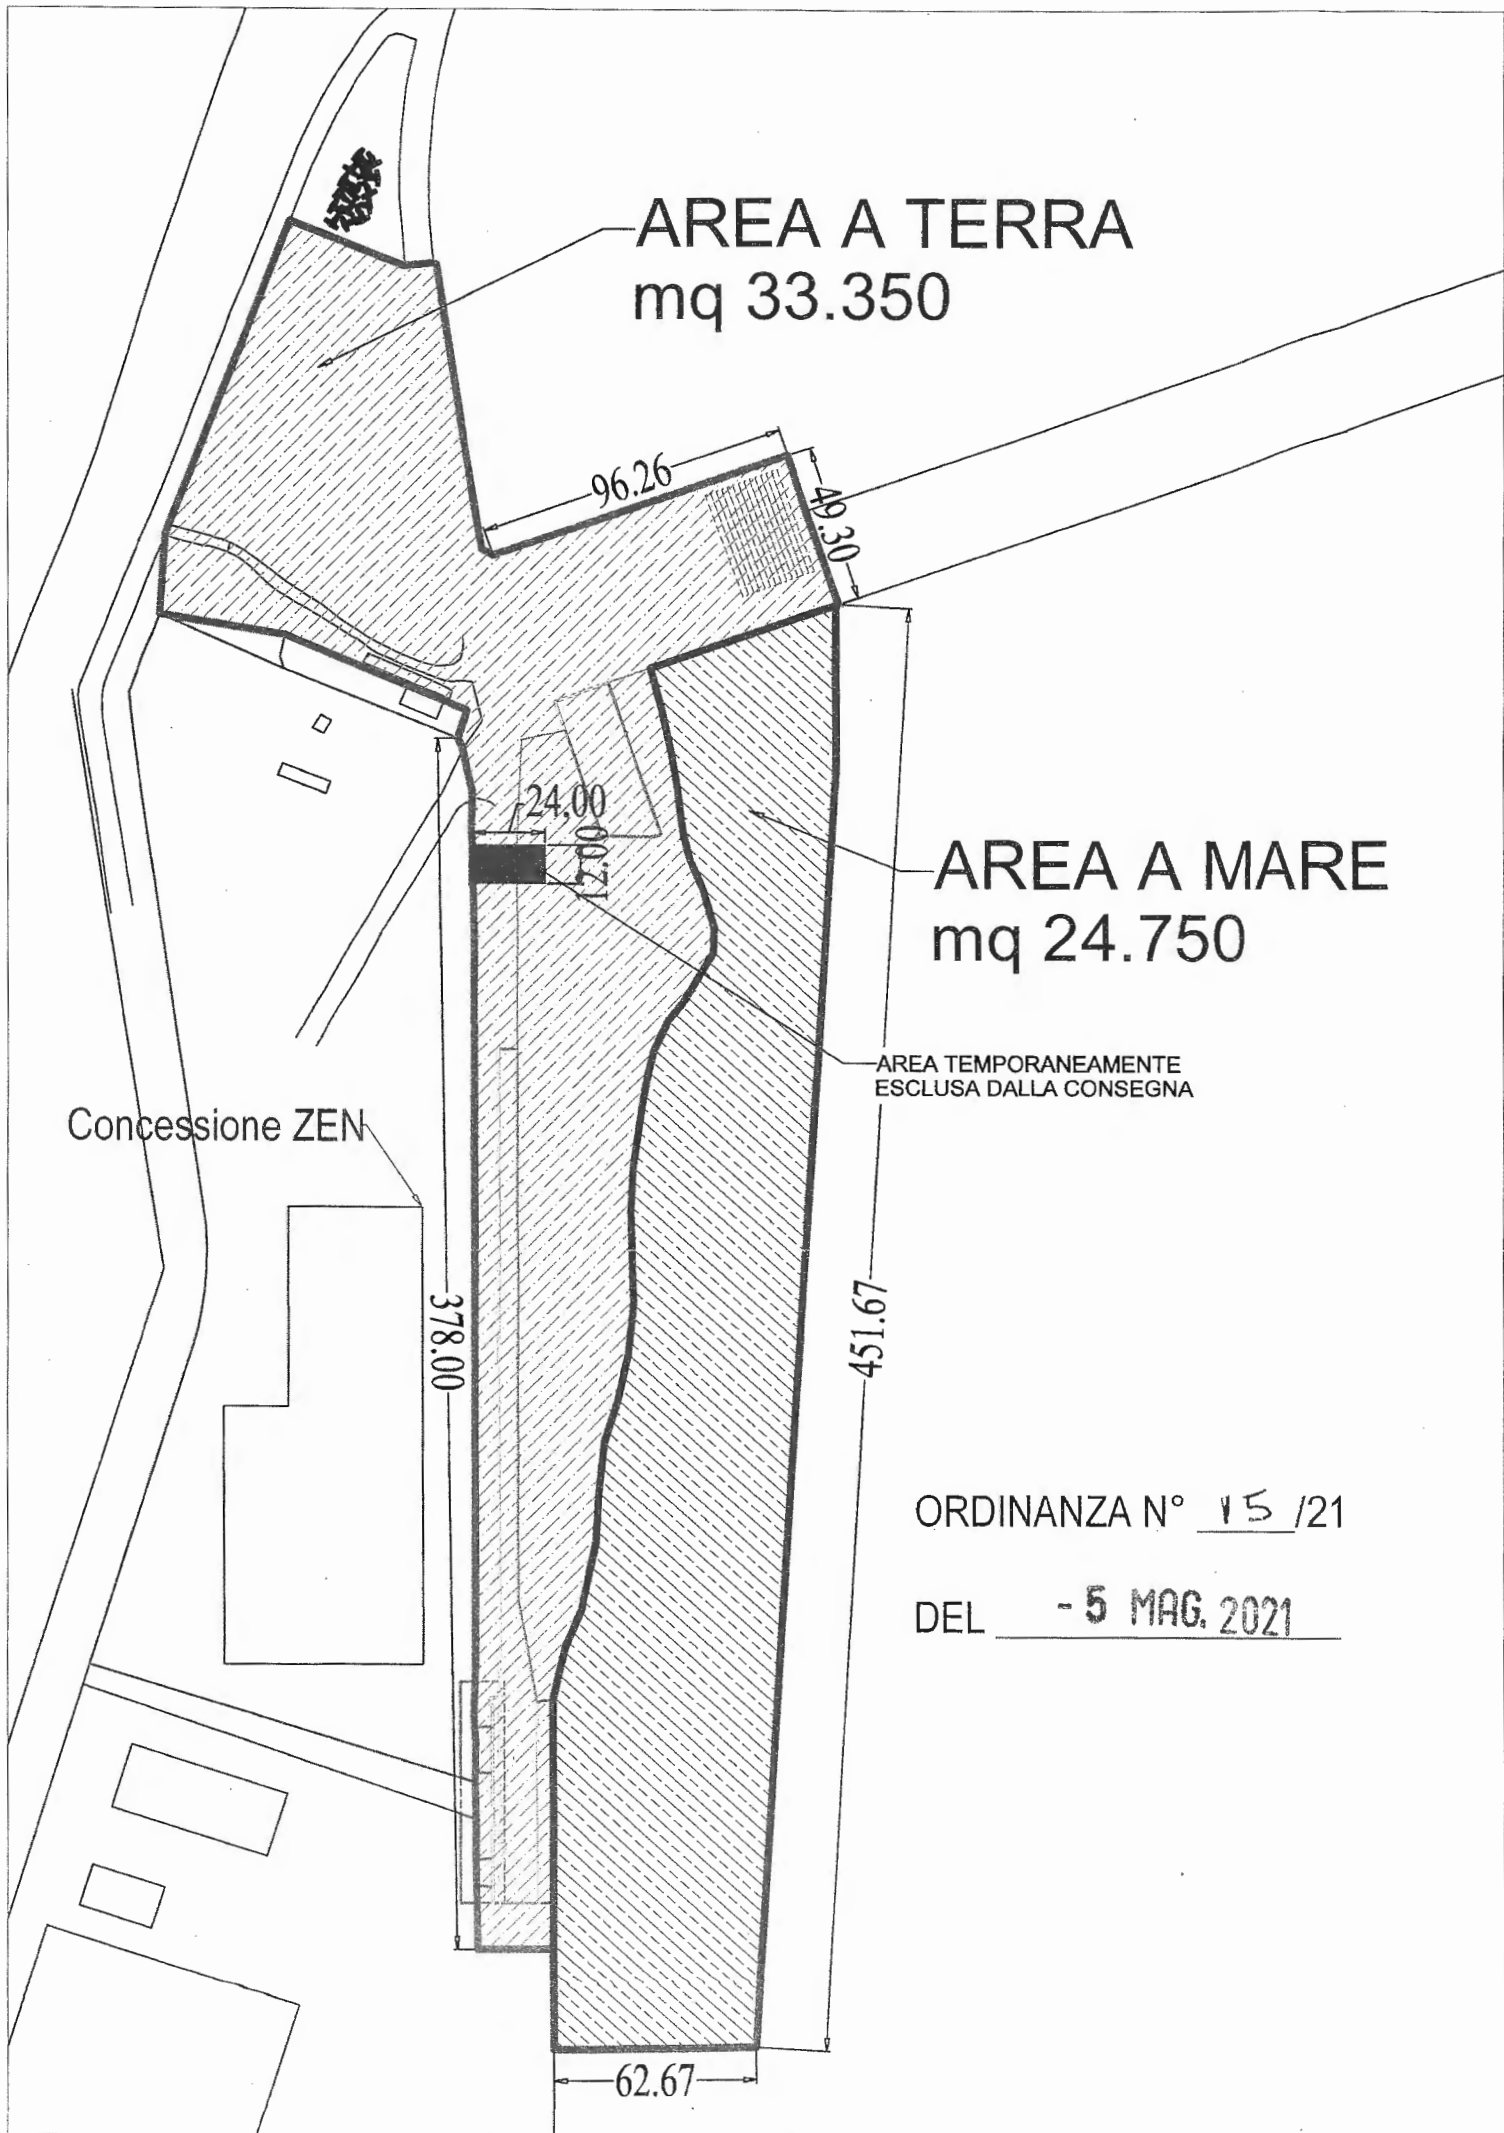 AREA A TERRA
mq 33.350
96.26
49.30
24.00
12.00
AREA A MARE
mq 24.750
AREA TEMPORANEAMENTE
ESCLUSA DALLA CONSEGNA
Concessione ZEN
378.00
451.67
ORDINANZA N° 15 /21
DEL - 5 MAG. 2021
62.67